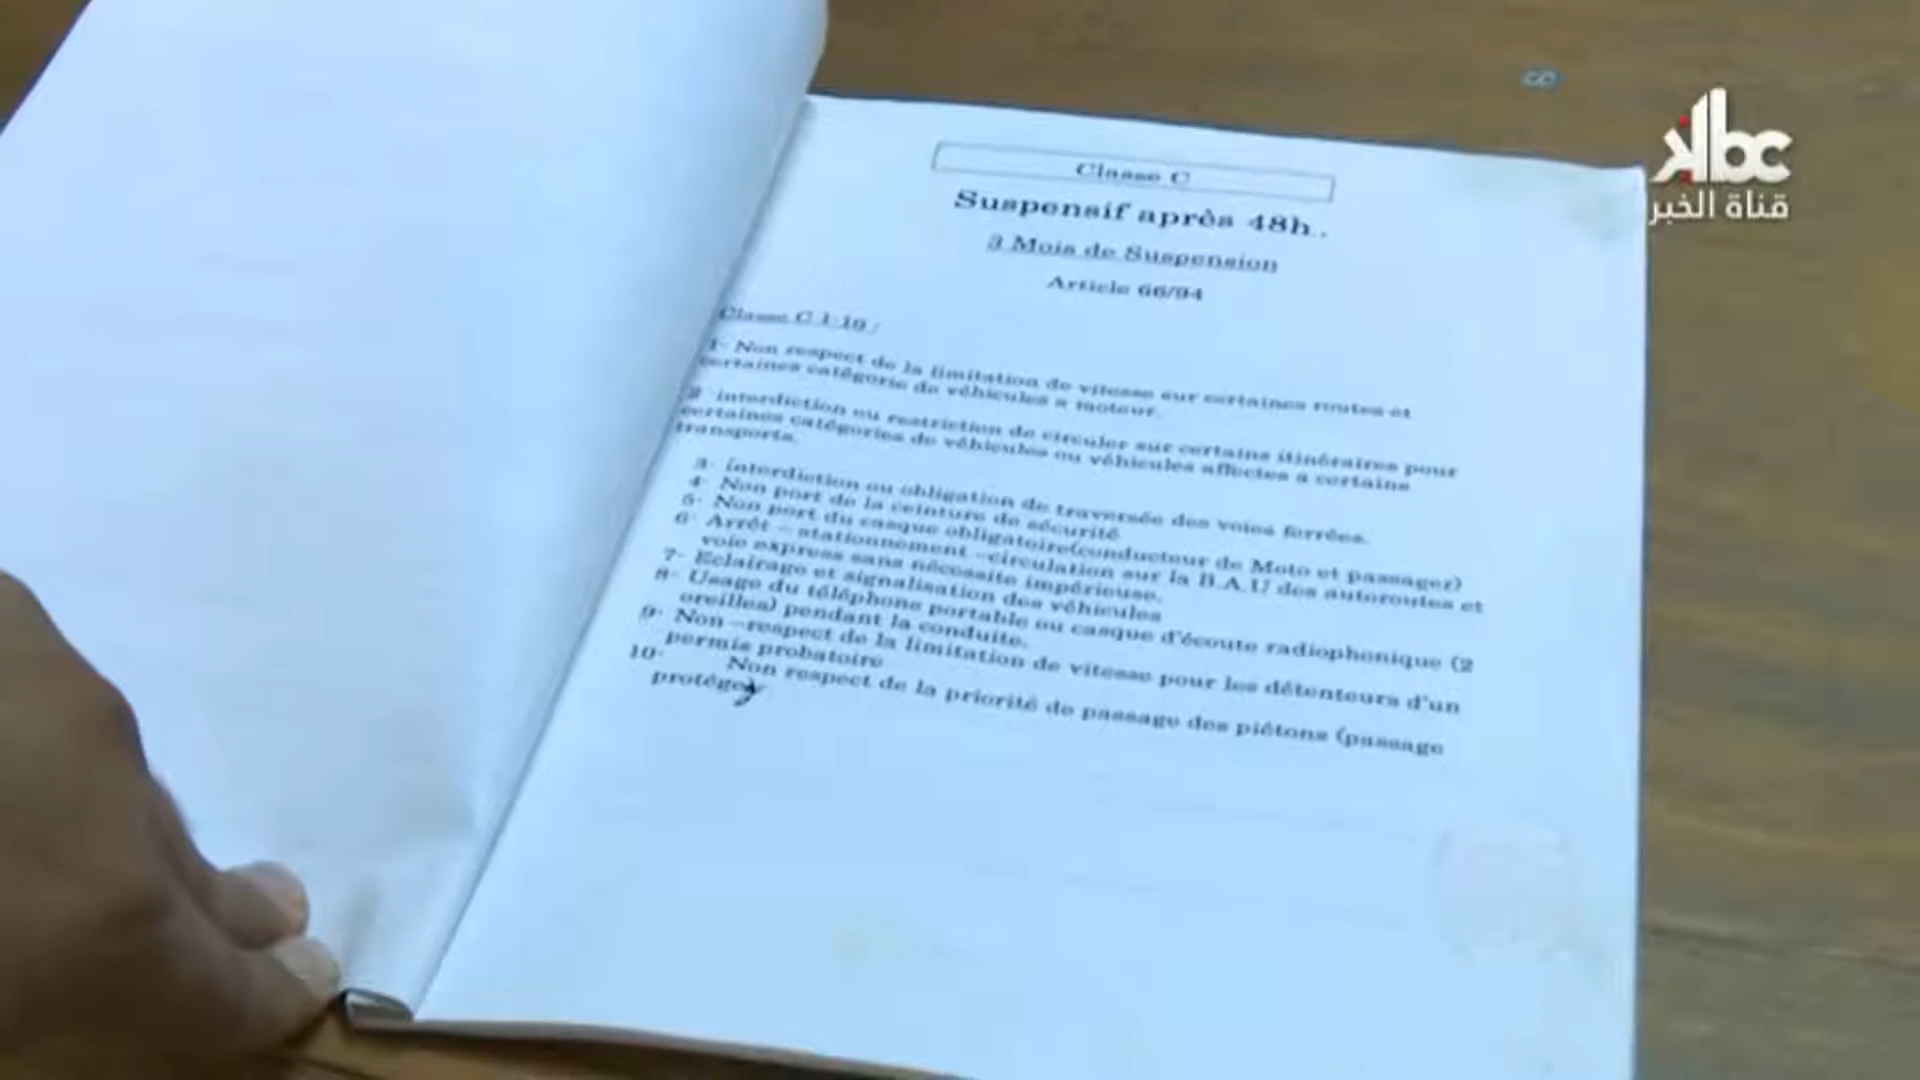 Classe C
Suspensif après 48h.
3 Mois de Suspension
Article 66/94
Classe C 1-10 :
1- Non respect de la limitation de vitesse sur certaines routes et
certaines catégorie de véhicules a moteur.
2- interdiction ou restriction de circuler sur certains itinéraires pour
certaines catégories de véhicules ou véhicules affectes a certains
transports.
3- interdiction ou obligation de traversée des voies ferrées.
4- Non port de la ceinture de sécurité
5- Non port du casque obligatoire(conducteur de Moto et passager)
6- Arrêt – stationnement –circulation sur la B.A.U des autoroutes et
voie express sans nécessite impérieuse.
7- Eclairage et signalisation des véhicules
8- Usage du téléphone portable ou casque d'écoute radiophonique (2
oreilles) pendant la conduite.
9- Non –respect de la limitation de vitesse pour les détenteurs d'un
permis probatoire
10- Non respect de la priorité de passage des piétons (passage
protége)
kbc
قناة الخبر